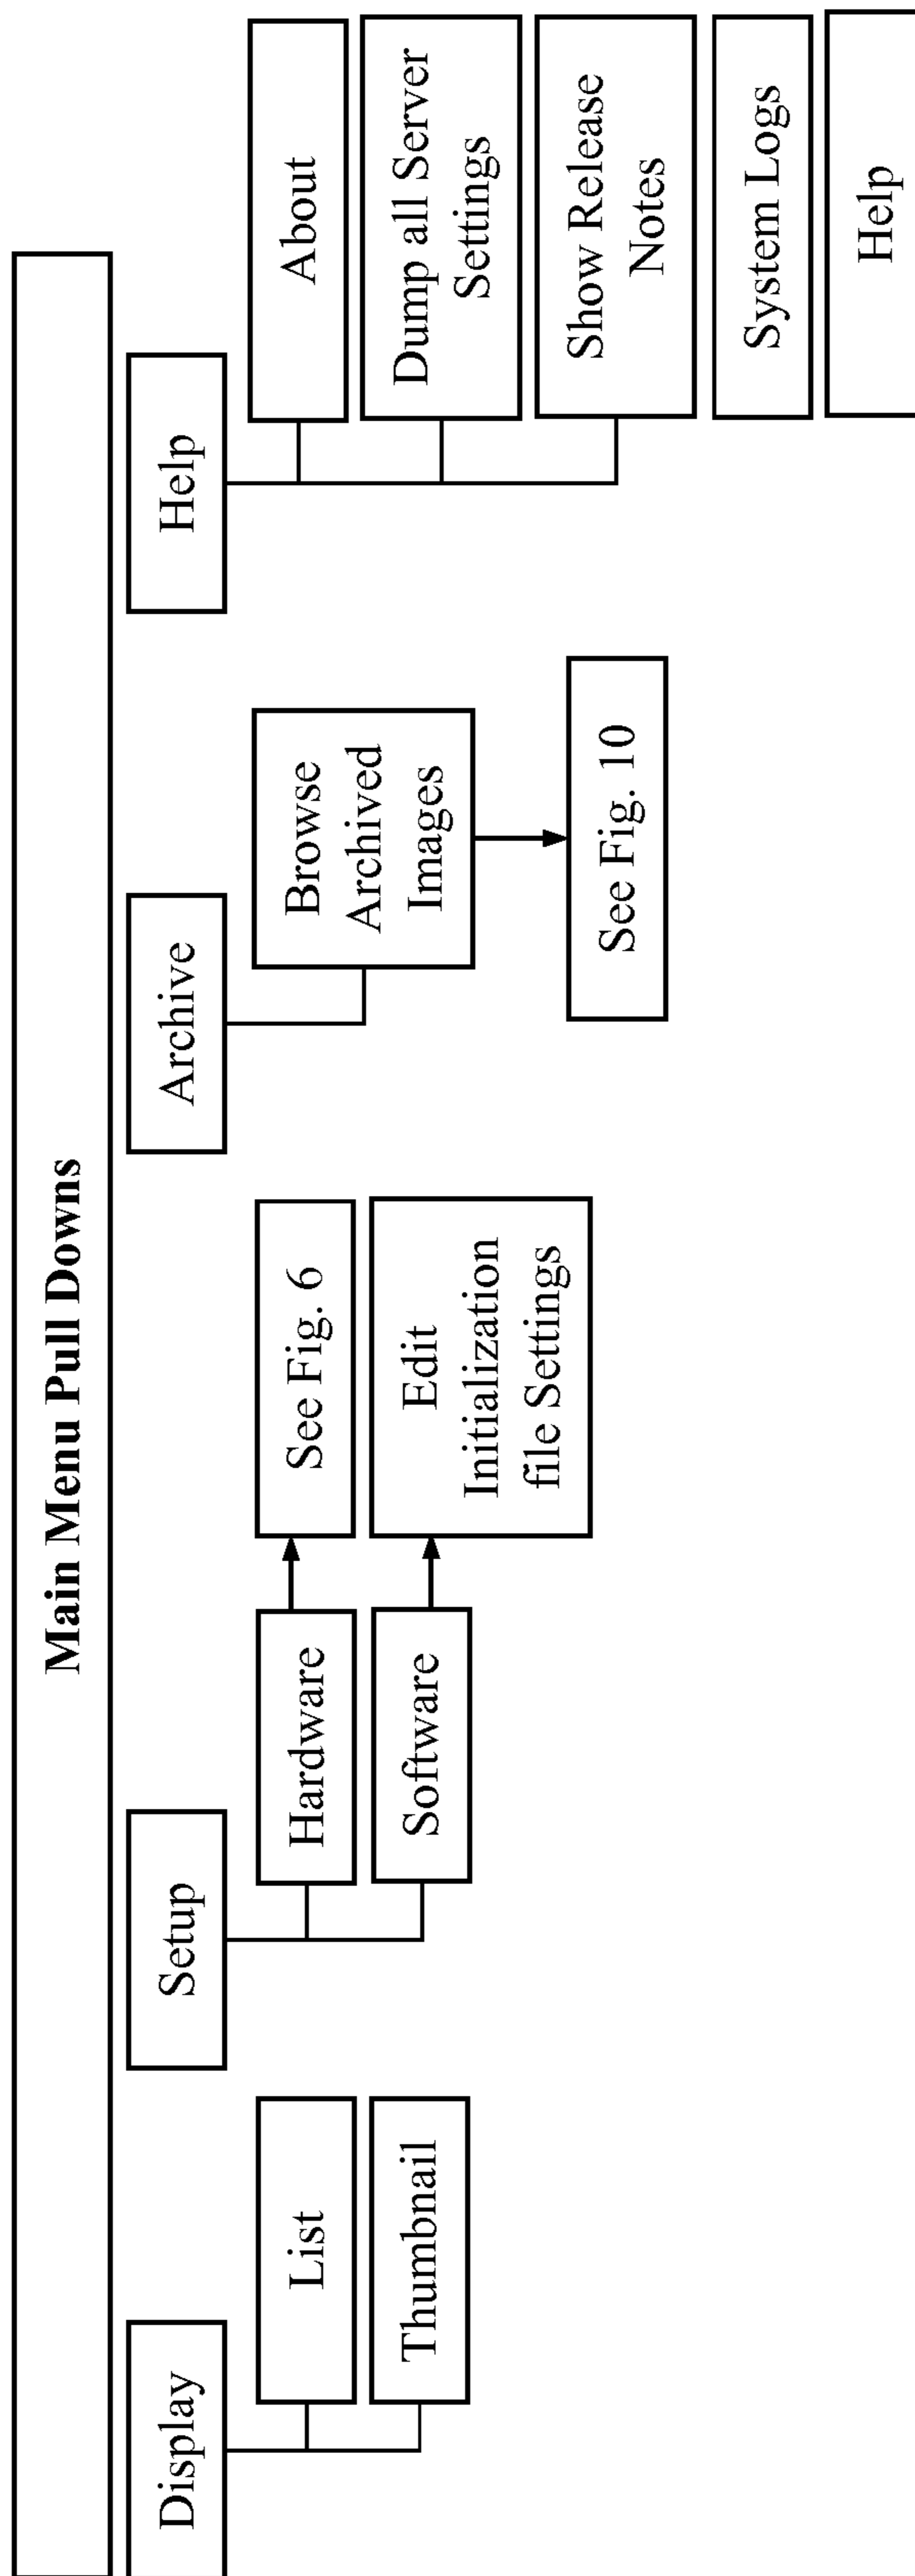 Main Menu Pull Downs
Display
List
Thumbnail
Setup
Hardware
See Fig. 6
Software
Edit
Initialization
file Settings
Archive
Browse
Archived
Images
See Fig. 10
Help
About
Dump all Server
Settings
Show Release
Notes
System Logs
Help